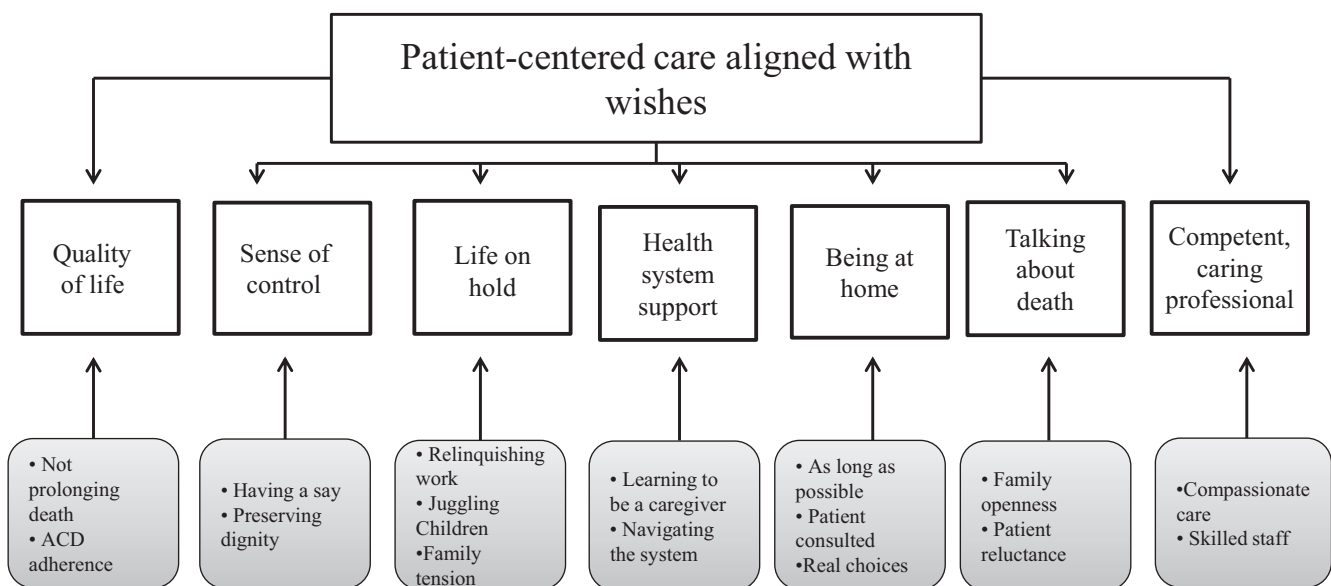 Patient-centered care aligned with
wishes
Quality
of life
Sense of
control
Life on
hold
Health
system
support
Being at
home
Talking
about
death
Competent,
caring
professional
• Not
prolonging
death
• ACD
adherence
• Having a say
• Preserving
dignity
• Relinquishing
work
• Juggling
Children
•Family
tension
• Learning to
be a caregiver
• Navigating
the system
• As long as
possible
• Patient
consulted
•Real choices
• Family
openness
• Patient
reluctance
•Compassionate
care
• Skilled staff